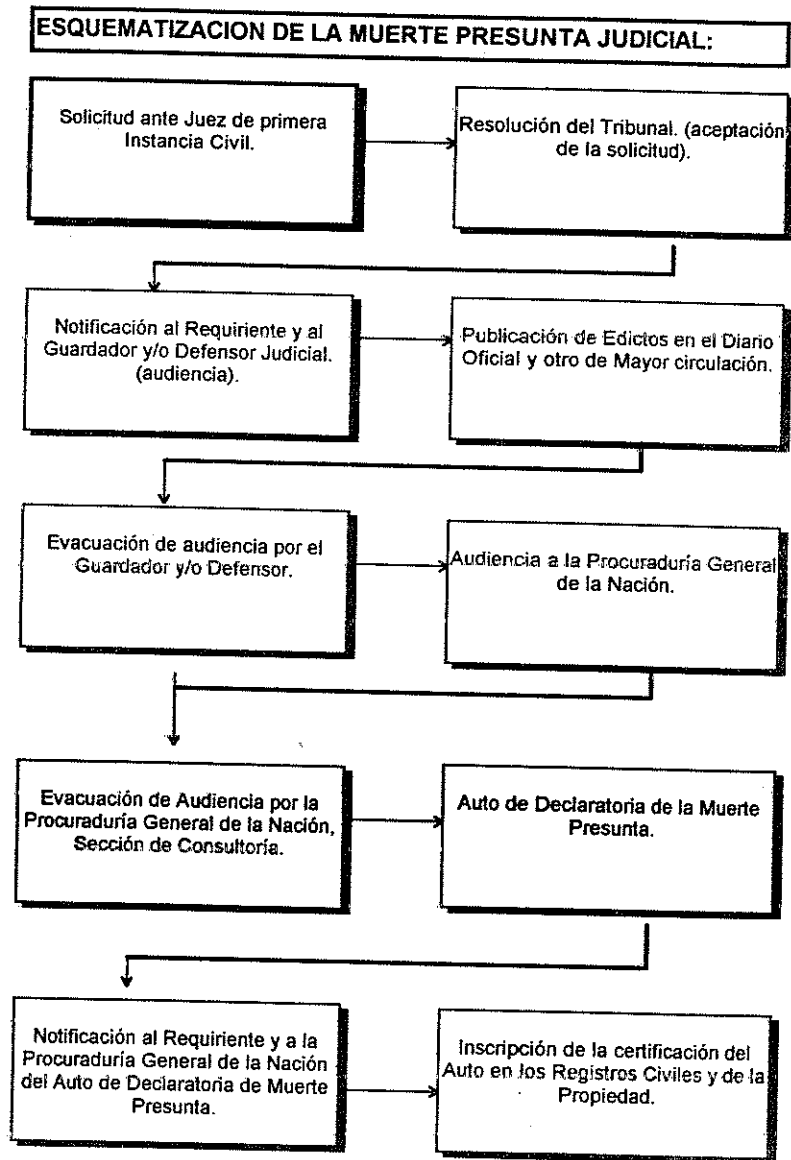 ESQUEMATIZACION DE LA MUERTE PRESUNTA JUDICIAL:
Solicitud ante Juez de primera
Instancia Civil.
Resolución del Tribunal. (aceptación
de la solicitud).
Notificación al Requiriente y al
Guardador y/o Defensor Judicial.
(audiencia).
Publicación de Edictos en el Diario
Oficial y otro de Mayor circulación.
Evacuación de audiencia por el
Guardador y/o Defensor.
Audiencia a la Procuraduría General
de la Nación.
Evacuación de Audiencia por la
Procuraduría General de la Nación,
Sección de Consultoría.
Auto de Declaratoria de la Muerte
Presunta.
Notificación al Requiriente y a la
Procuraduría General de la Nación
del Auto de Declaratoria de Muerte
Presunta.
Inscripción de la certificación del
Auto en los Registros Civiles y de la
Propiedad.